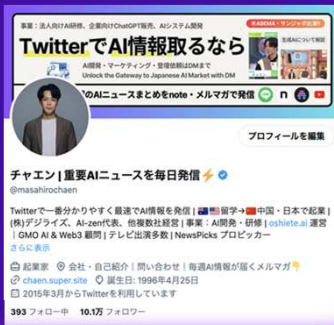 事業：法人向けAI研修、企業向けChatGPT販売、AIシステム開発
※ABEMA・サンジャポ出演!!
TwitterでAI情報取るなら
AI開発・マーケティング・登壇依頼はDMまで
Unlock the Gateway to Japanese AI Market with DM
のAIニュースまとめをnote・メルマガで発信
プロフィールを編集
チャエン | 重要AIニュースを毎日発信⚡
@masahirochaen
Twitterで一番分かりやすく最速でAI情報を発信 | 🇦🇺🇺🇸留学→🇨🇳中国・日本で起業 |
(株)デジライズ、AI-zen代表、他複数社経営 | 事業：AI開発・研修 | oshiete.ai 運営
| GMO AI & Web3 顧問 | テレビ出演多数 | NewsPicks プロピッカー
さらに表示
起業家 会社・自己紹介｜問い合わせ｜毎週AI情報が届くメルマガ👇
chaen.super.site 誕生日: 1996年4月25日
2015年3月からTwitterを利用しています
393 フォロー中 10.1万 フォロワー